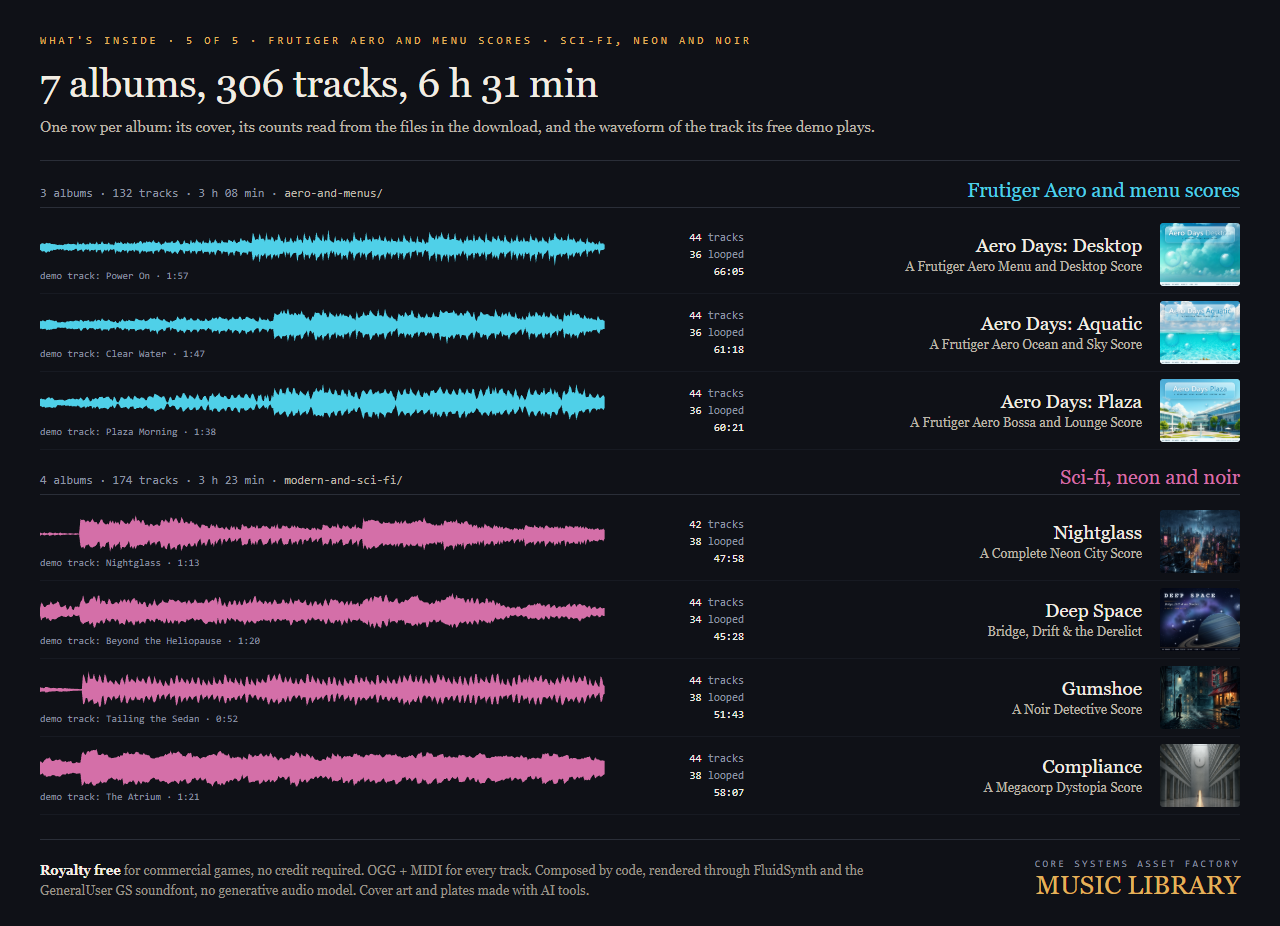 WHAT'S INSIDE · 5 OF 5 · FRUTIGER AERO AND MENU SCORES · SCI-FI, NEON AND NOIR
7 albums, 306 tracks, 6 h 31 min
One row per album: its cover, its counts read from the files in the download, and the waveform of the track its free demo plays.
3 albums · 132 tracks · 3 h 08 min · aero-and-menus/
Frutiger Aero and menu scores
44 tracks
36 looped
66:05
demo track: Power On · 1:57
Aero Days: Desktop
A Frutiger Aero Menu and Desktop Score
Aero Days Desktop
44 tracks
36 looped
61:18
demo track: Clear Water · 1:47
Aero Days: Aquatic
A Frutiger Aero Ocean and Sky Score
Aero Days Aquatic
44 tracks
36 looped
60:21
demo track: Plaza Morning · 1:38
Aero Days: Plaza
A Frutiger Aero Bossa and Lounge Score
Aero Days Plaza
4 albums · 174 tracks · 3 h 23 min · modern-and-sci-fi/
Sci-fi, neon and noir
42 tracks
38 looped
47:58
demo track: Nightglass · 1:13
Nightglass
A Complete Neon City Score
44 tracks
34 looped
45:28
demo track: Beyond the Heliopause · 1:20
Deep Space
Bridge, Drift & the Derelict
DEEP SPACE
44 tracks
38 looped
51:43
demo track: Tailing the Sedan · 0:52
Gumshoe
A Noir Detective Score
44 tracks
38 looped
58:07
demo track: The Atrium · 1:21
Compliance
A Megacorp Dystopia Score
Royalty free for commercial games, no credit required. OGG + MIDI for every track. Composed by code, rendered through FluidSynth and the
GeneralUser GS soundfont, no generative audio model. Cover art and plates made with AI tools.
CORE SYSTEMS ASSET FACTORY
MUSIC LIBRARY